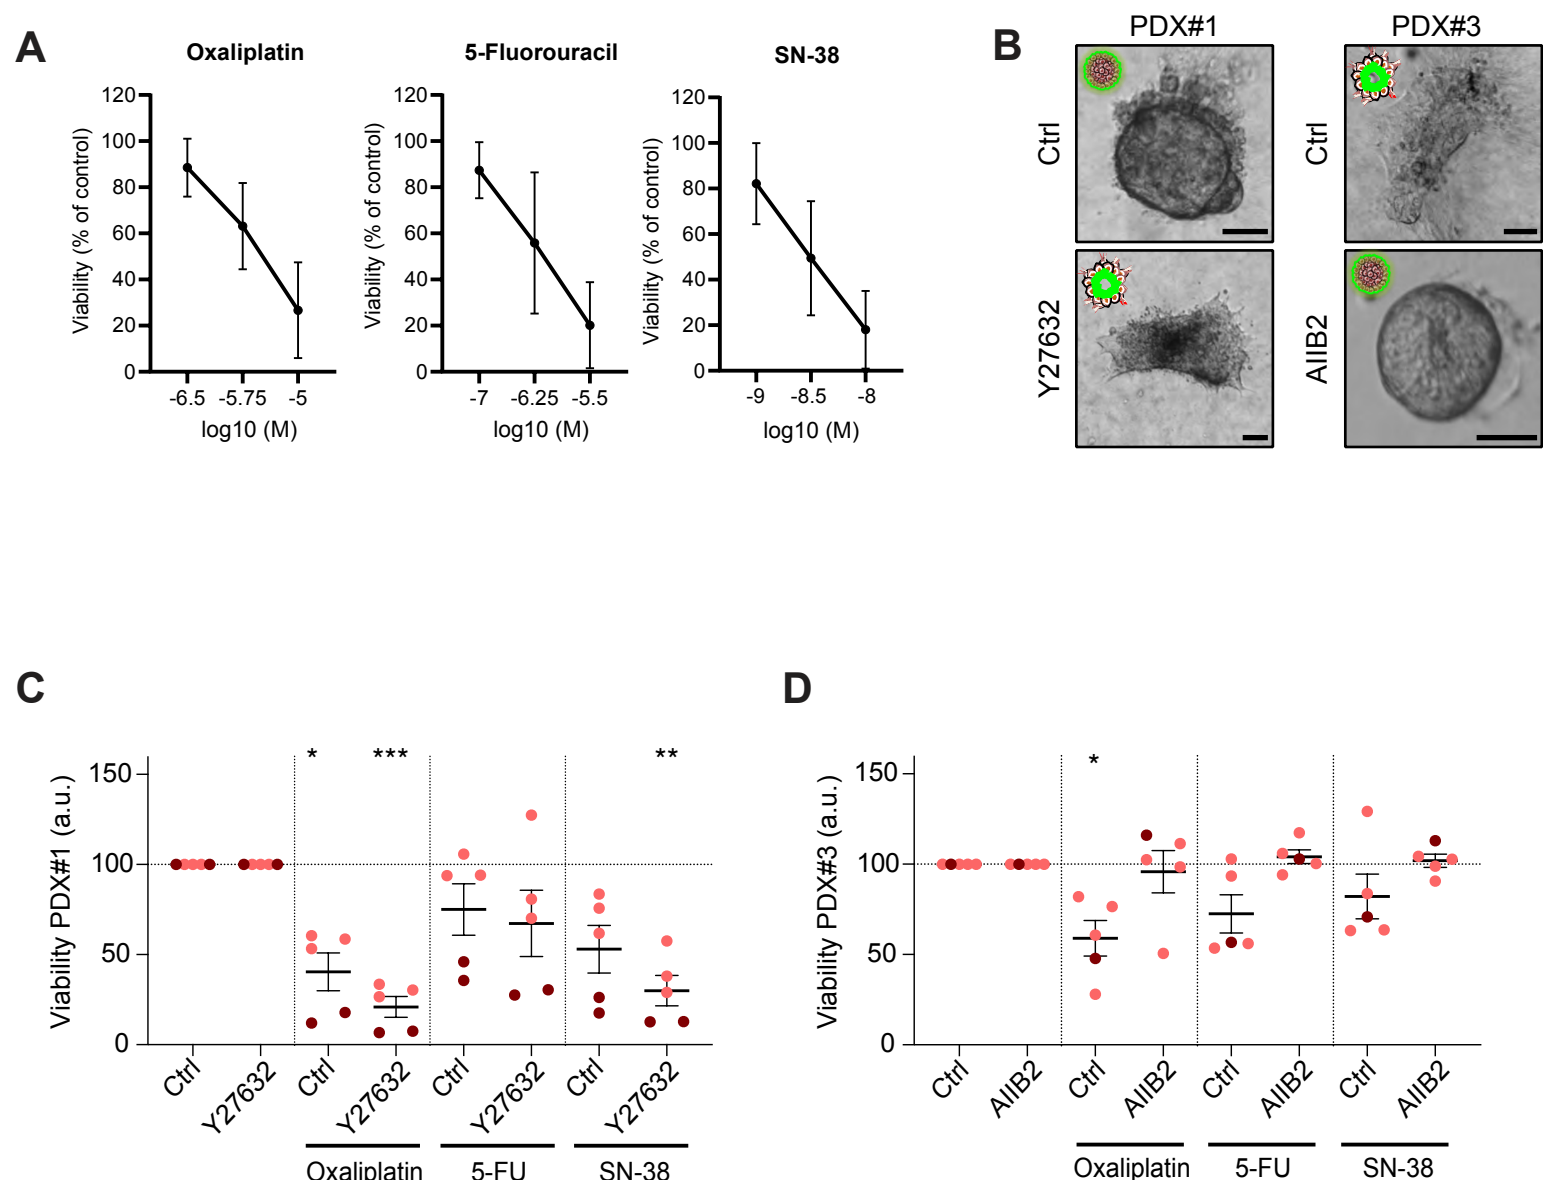 A
Oxaliplatin
5-Fluorouracil
SN-38
Viability (% of control)
120
100
80
60
40
20
0
-6.5 -5.75 -5
log10 (M)
Viability (% of control)
120
100
80
60
40
20
0
-7 -6.25 -5.5
log10 (M)
Viability (% of control)
120
100
80
60
40
20
0
-9 -8.5 -8
log10 (M)
B
PDX#1
PDX#3
Ctrl
Ctrl
Y27632
AIIB2
C
Viability PDX#1 (a.u.)
150
100
50
0
* *** **
Ctrl Y27632 Ctrl Y27632 Ctrl Y27632 Ctrl Y27632
Oxaliplatin 5-FU SN-38
D
Viability PDX#3 (a.u.)
150
100
50
0
*
Ctrl AIIB2 Ctrl AIIB2 Ctrl AIIB2 Ctrl AIIB2
Oxaliplatin 5-FU SN-38